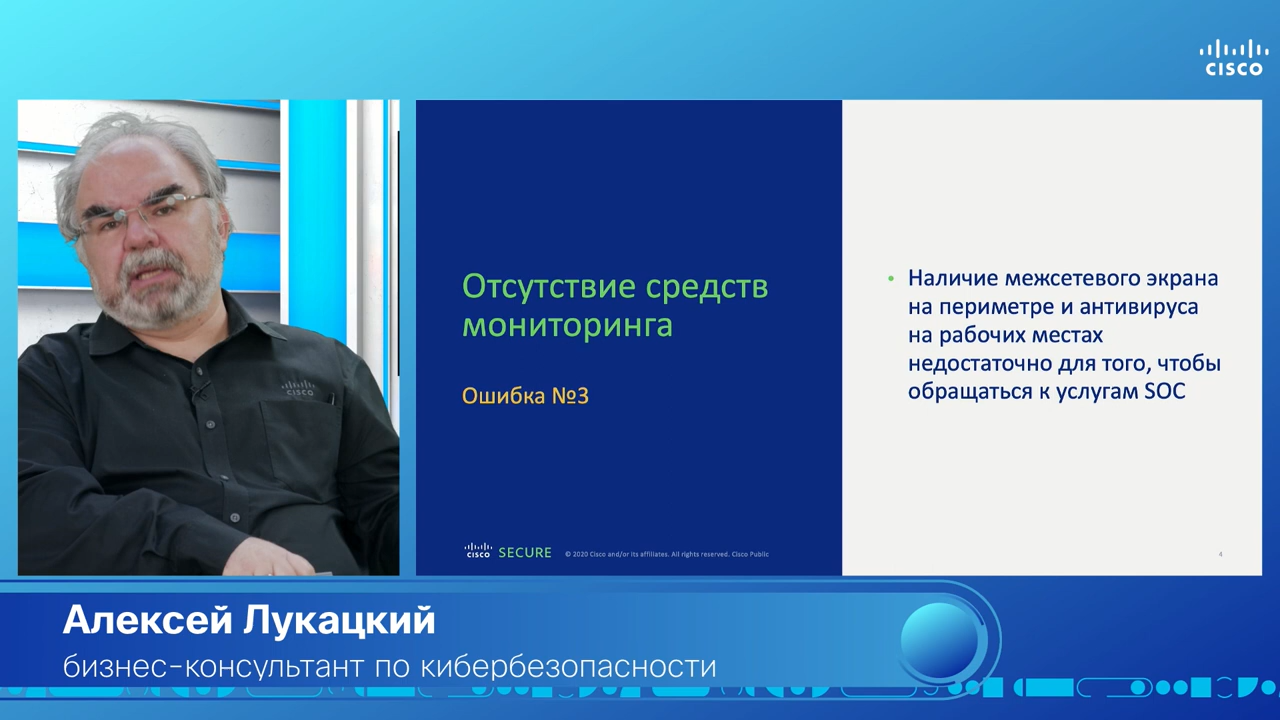 CISCO
CISCO
Отсутствие средств
мониторинга
Ошибка №3
CISCO SECURE © 2020 Cisco and/or its affiliates. All rights reserved. Cisco Public
• Наличие межсетевого экрана
на периметре и антивируса
на рабочих местах
недостаточно для того, чтобы
обращаться к услугам SOC
4
Алексей Лукацкий
бизнес-консультант по кибербезопасности